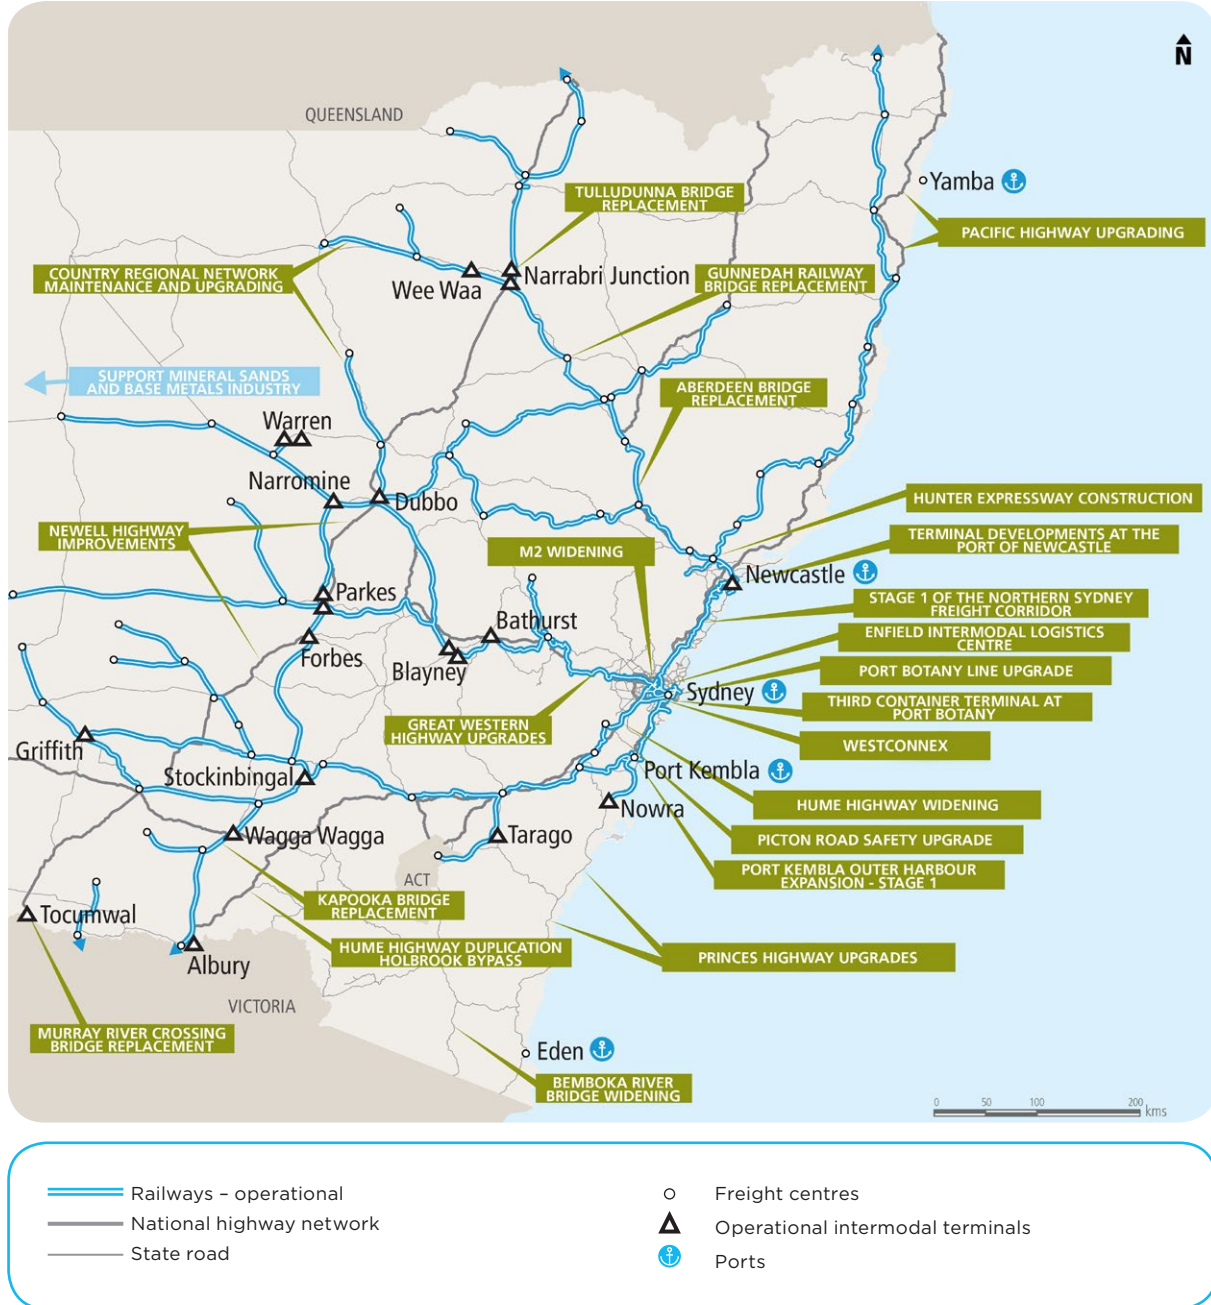 N
QUEENSLAND
Yamba
TULLUDUNNA BRIDGE
REPLACEMENT
PACIFIC HIGHWAY UPGRADING
COUNTRY REGIONAL NETWORK
MAINTENANCE AND UPGRADING
Wee Waa
Narrabri Junction
GUNNEDAH RAILWAY
BRIDGE REPLACEMENT
SUPPORT MINERAL SANDS
AND BASE METALS INDUSTRY
ABERDEEN BRIDGE
REPLACEMENT
Warren
Narromine
Dubbo
HUNTER EXPRESSWAY CONSTRUCTION
NEWELL HIGHWAY
IMPROVEMENTS
M2 WIDENING
TERMINAL DEVELOPMENTS AT THE
PORT OF NEWCASTLE
Newcastle
Parkes
STAGE 1 OF THE NORTHERN SYDNEY
FREIGHT CORRIDOR
Bathurst
ENFIELD INTERMODAL LOGISTICS
CENTRE
Forbes
Blayney
PORT BOTANY LINE UPGRADE
Sydney
THIRD CONTAINER TERMINAL AT
PORT BOTANY
GREAT WESTERN
HIGHWAY UPGRADES
WESTCONNEX
Griffith
Stockinbingal
Port Kembla
HUME HIGHWAY WIDENING
Nowra
Wagga Wagga
Tarago
PICTON ROAD SAFETY UPGRADE
ACT
PORT KEMBLA OUTER HARBOUR
EXPANSION - STAGE 1
KAPOOKA BRIDGE
REPLACEMENT
Tocumwal
HUME HIGHWAY DUPLICATION
HOLBROOK BYPASS
PRINCES HIGHWAY UPGRADES
Albury
VICTORIA
MURRAY RIVER CROSSING
BRIDGE REPLACEMENT
Eden
BEMBOKA RIVER
BRIDGE WIDENING
0 50 100 200 kms
Railways – operational
National highway network
State road
Freight centres
Operational intermodal terminals
Ports